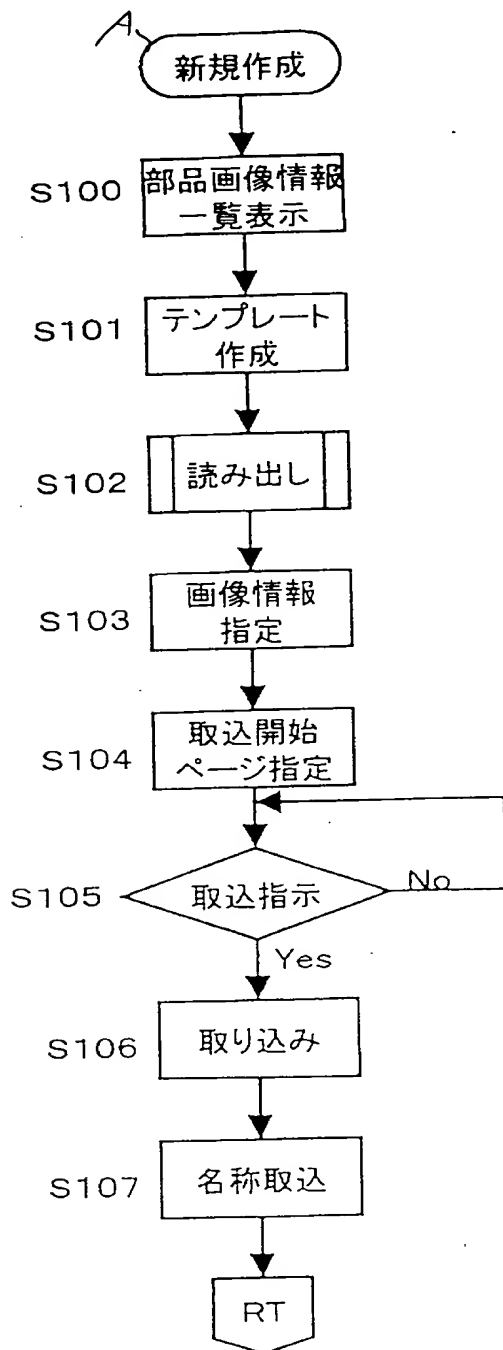 A
新規作成
S100
部品画像情報
一覧表示
S101
テンプレート
作成
S102
読み出し
S103
画像情報
指定
S104
取込開始
ページ指定
S105
取込指示
No
Yes
S106
取り込み
S107
名称取込
RT